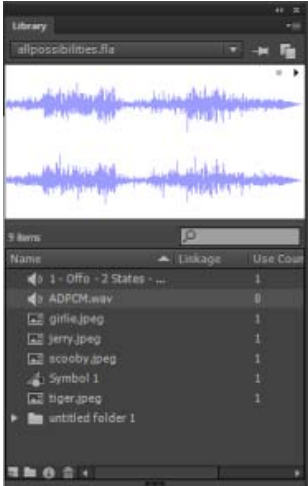 Library
allpossibilities.fla
9 items
Name Linkage Use Coun
1 - Offo - 2 States - ... 1
ADPCM.wav 0
girlie.jpeg 1
jerry.jpeg 1
scooby.jpeg 1
Symbol 1 1
tiger.jpeg 1
untitled folder 1